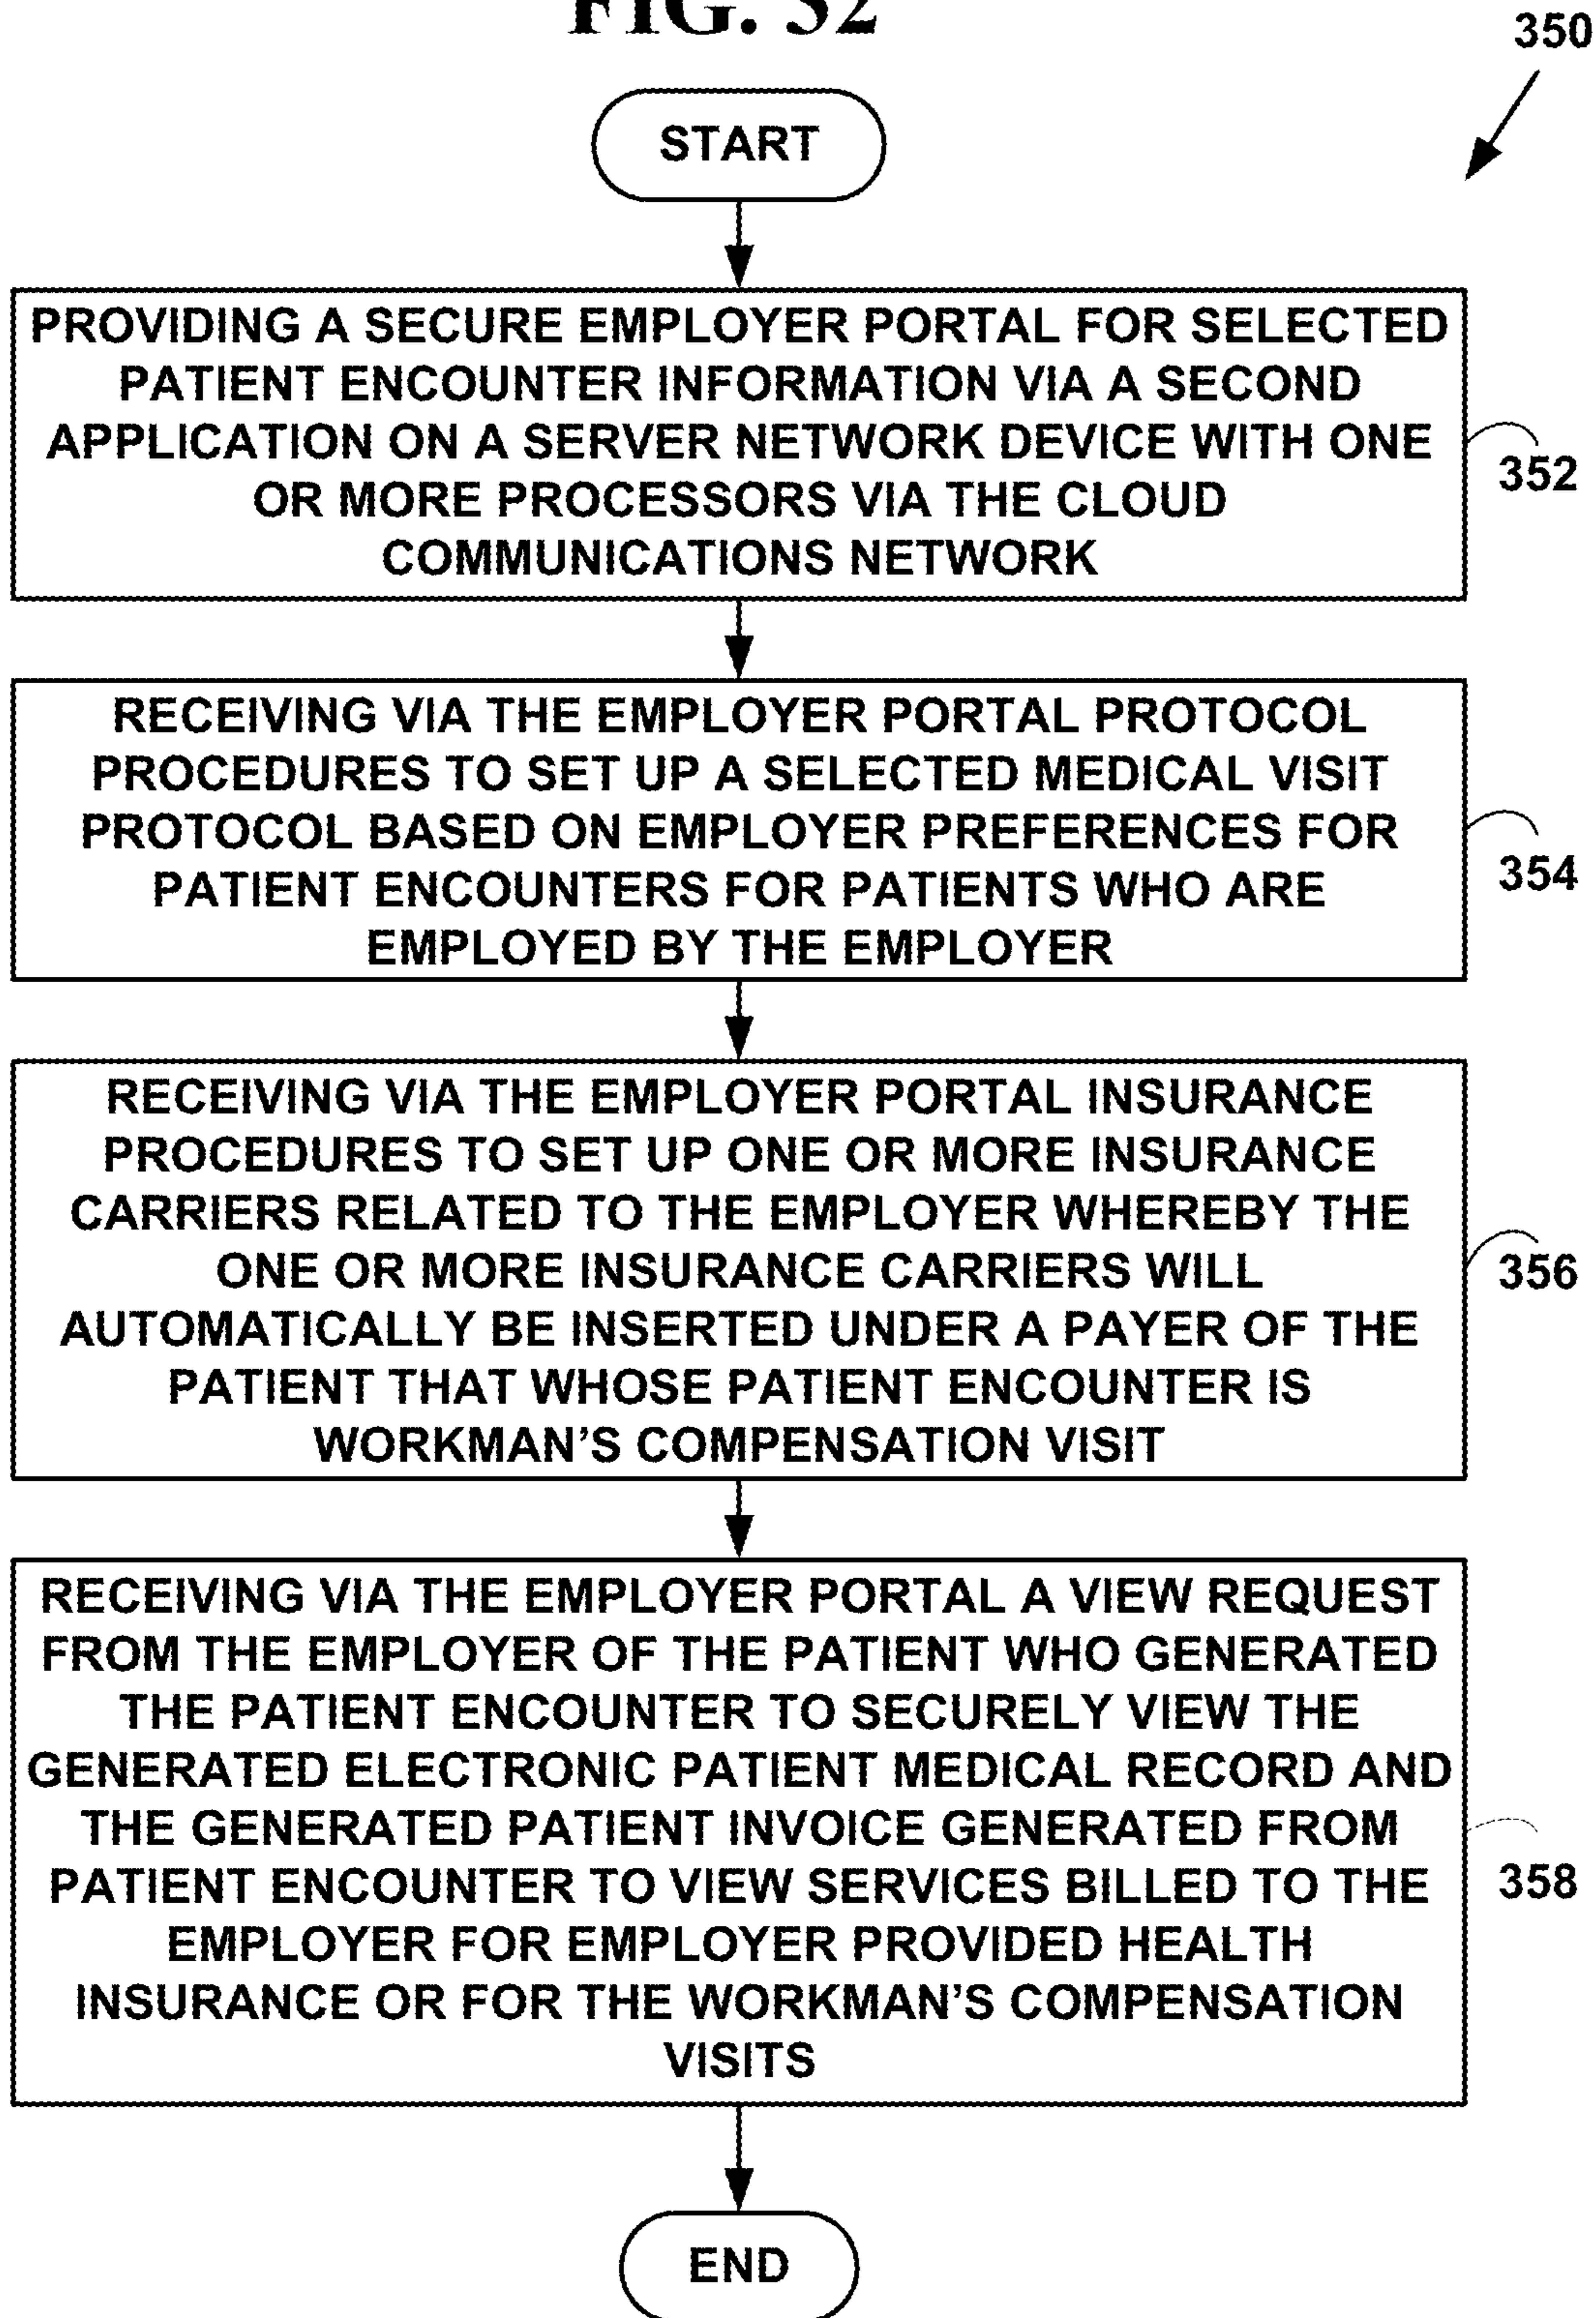 FIG. 32
350
START
PROVIDING A SECURE EMPLOYER PORTAL FOR SELECTED
PATIENT ENCOUNTER INFORMATION VIA A SECOND
APPLICATION ON A SERVER NETWORK DEVICE WITH ONE
OR MORE PROCESSORS VIA THE CLOUD
COMMUNICATIONS NETWORK
352
RECEIVING VIA THE EMPLOYER PORTAL PROTOCOL
PROCEDURES TO SET UP A SELECTED MEDICAL VISIT
PROTOCOL BASED ON EMPLOYER PREFERENCES FOR
PATIENT ENCOUNTERS FOR PATIENTS WHO ARE
EMPLOYED BY THE EMPLOYER
354
RECEIVING VIA THE EMPLOYER PORTAL INSURANCE
PROCEDURES TO SET UP ONE OR MORE INSURANCE
CARRIERS RELATED TO THE EMPLOYER WHEREBY THE
ONE OR MORE INSURANCE CARRIERS WILL
AUTOMATICALLY BE INSERTED UNDER A PAYER OF THE
PATIENT THAT WHOSE PATIENT ENCOUNTER IS
WORKMAN'S COMPENSATION VISIT
356
RECEIVING VIA THE EMPLOYER PORTAL A VIEW REQUEST
FROM THE EMPLOYER OF THE PATIENT WHO GENERATED
THE PATIENT ENCOUNTER TO SECURELY VIEW THE
GENERATED ELECTRONIC PATIENT MEDICAL RECORD AND
THE GENERATED PATIENT INVOICE GENERATED FROM
PATIENT ENCOUNTER TO VIEW SERVICES BILLED TO THE
EMPLOYER FOR EMPLOYER PROVIDED HEALTH
INSURANCE OR FOR THE WORKMAN'S COMPENSATION
VISITS
358
END